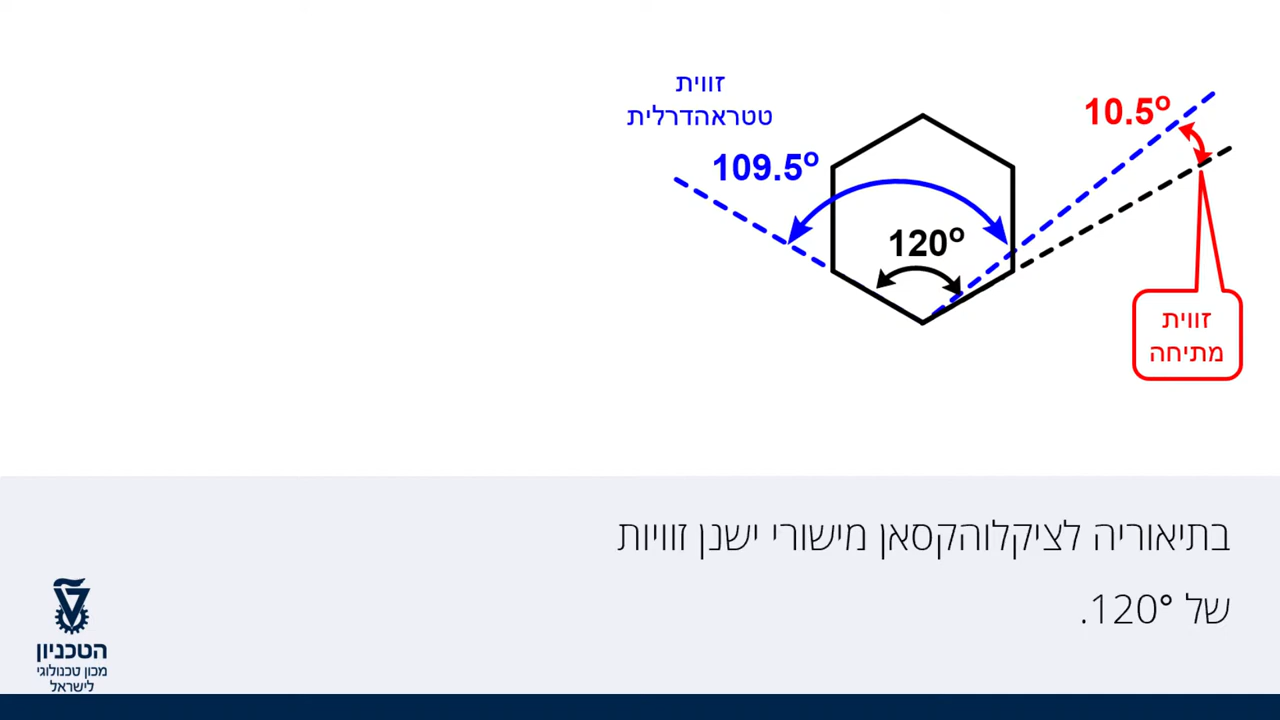 זווית
טטראהדרלית
109.5°
10.5°
120°
זווית
מתיחה
בתיאוריה לציקלוהקסאן מישורי ישנן זוויות
של 120°.
הטכניון
מכון טכנולוגי
לישראל